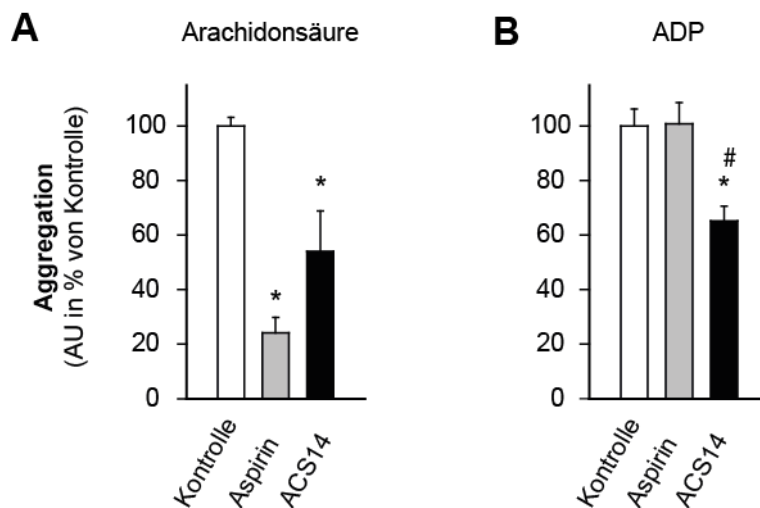 A
Arachidonsäure
Aggregation
(AU in % von Kontrolle)
100
80
60
40
20
0
*
*
Kontrolle
Aspirin
ACS14
B
ADP
100
80
60
40
20
0
#
*
Kontrolle
Aspirin
ACS14